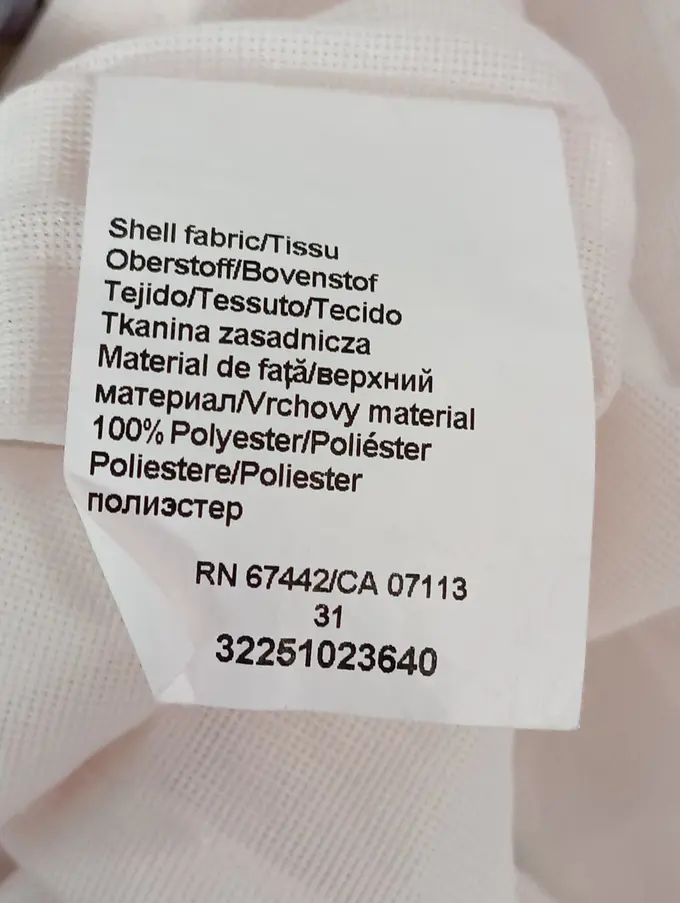 Shell fabric/Tissu
Oberstoff/Bovenstof
Tejido/Tessuto/Tecido
Tkanina zasadnicza
Material de față/верхний
материал/Vrchovy material
100% Polyester/Poliéster
Poliestere/Poliester
полиэстер
RN 67442/CA 07113
31
32251023640